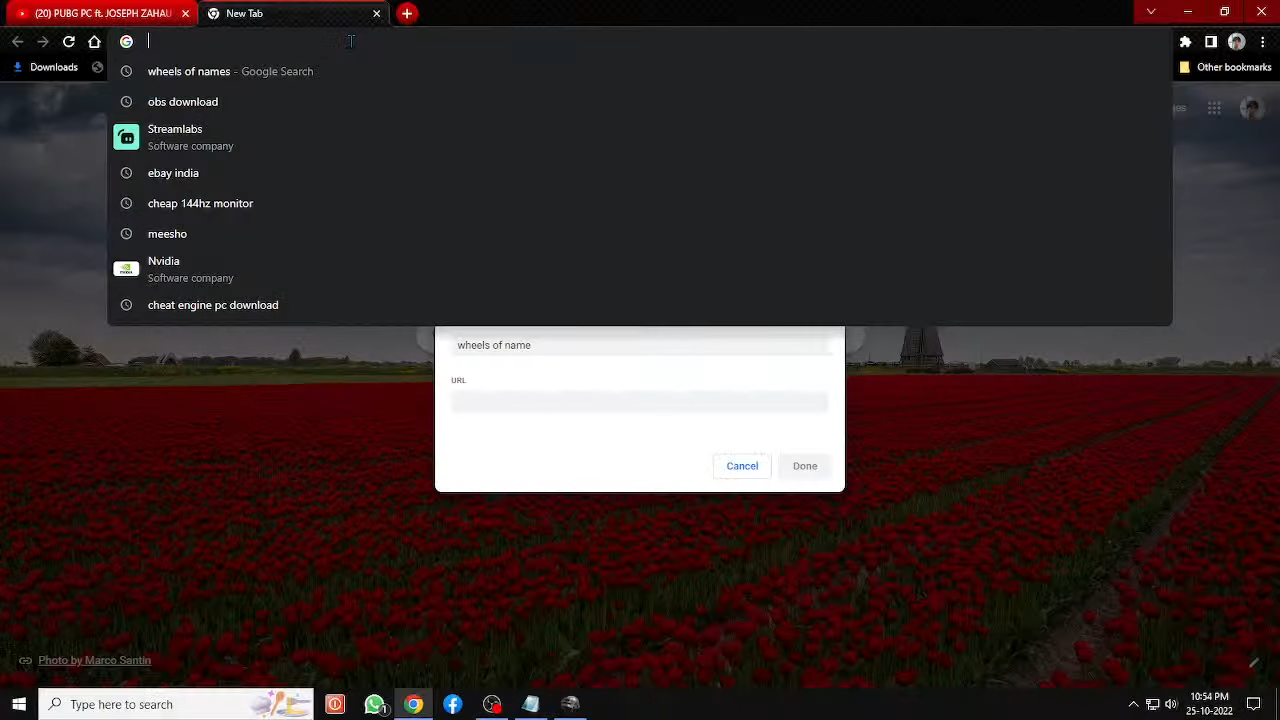 (20) PUBG PC ft. JOSEPH ZAHAU
New Tab
wheels of names - Google Search
Downloads
Other bookmarks
obs download
Streamlabs
Software company
ebay india
cheap 144hz monitor
meesho
Nvidia
Software company
cheat engine pc download
wheels of name
URL
Cancel
Done
Photo by Marco Santin
Type here to search
10:54 PM
25-10-2022